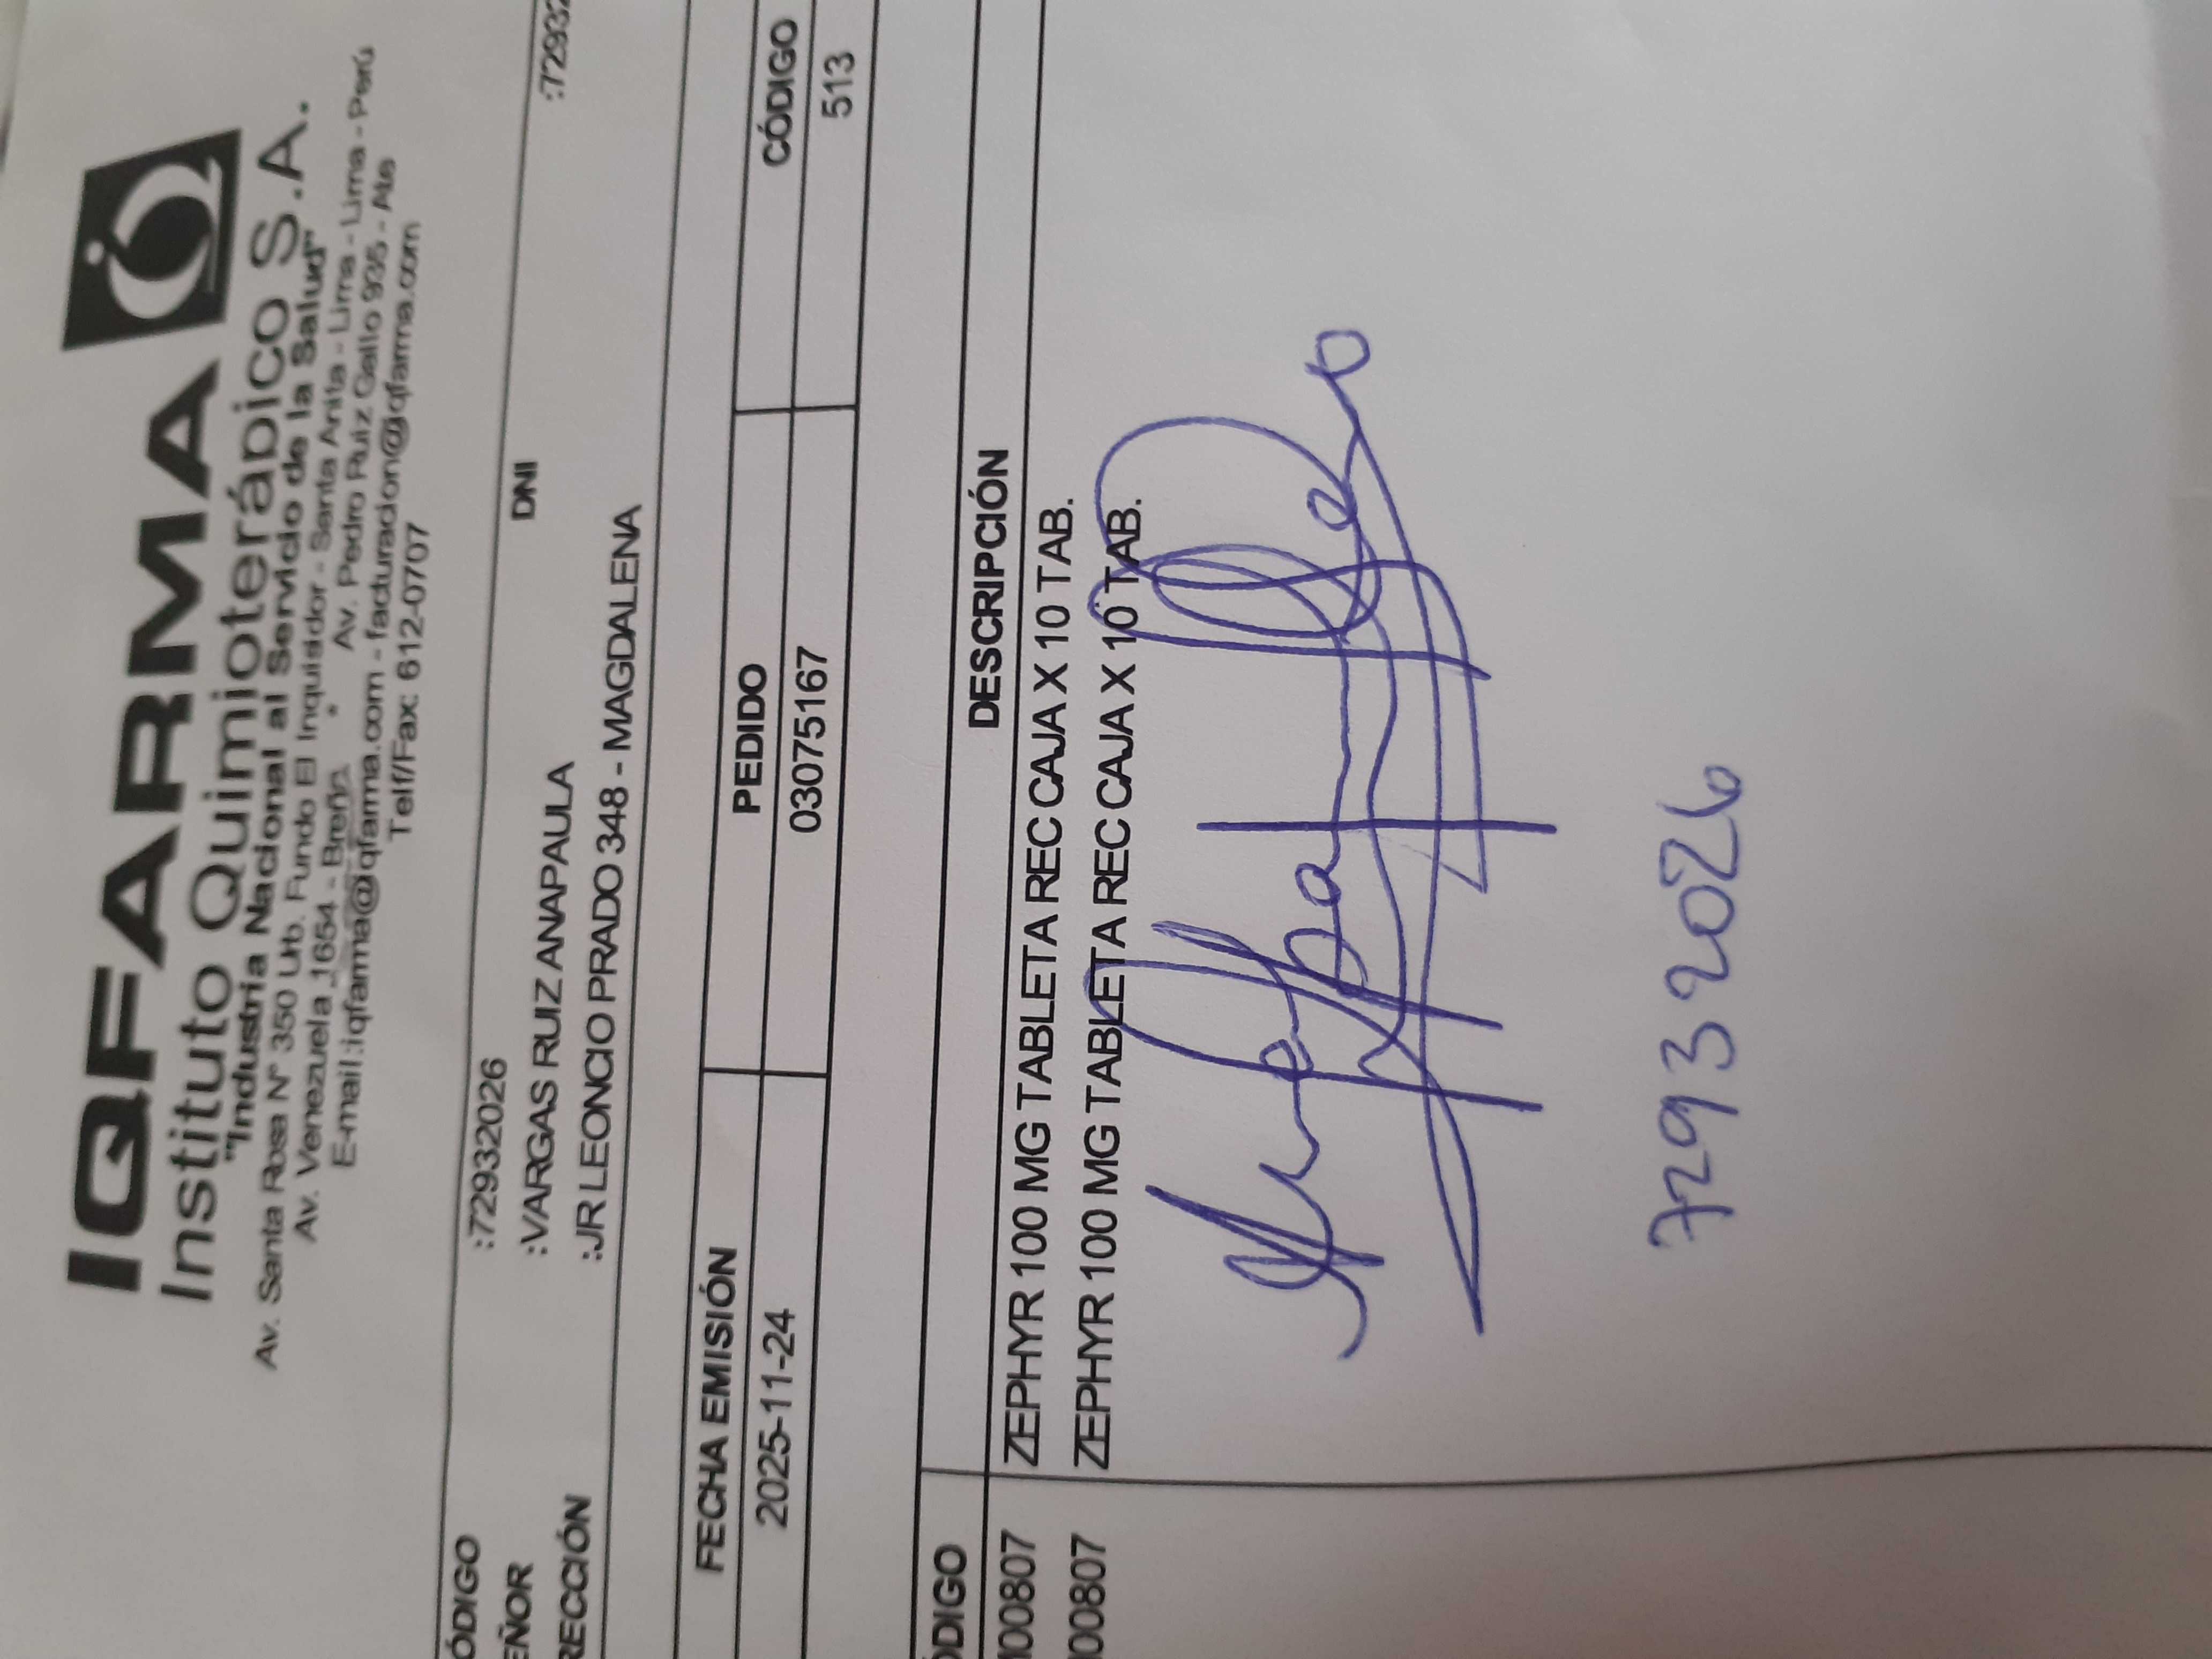 IQFARMA
Instituto Quimioterápico S.A.
"Industria Nacional al Servicio de la Salud"
Av. Santa Rosa N° 350 Urb. Fundo El Inquisidor - Santa Anita - Lima - Lima - Perú
Av. Venezuela 1654 - Breña * Av. Pedro Ruiz Gallo 935 - Ate
E-mail:iqfarma@iqfarma.com - facturacion@iqfarma.com
Telf/Fax: 612-0707
ÓDIGO :72932026
EÑOR :VARGAS RUIZ ANAPAULA DNI :72932
RECCIÓN :JR LEONCIO PRADO 348 - MAGDALENA
FECHA EMISIÓN PEDIDO CÓDIGO
2025-11-24 03075167 513
ÓDIGO DESCRIPCIÓN
100807 ZEPHYR 100 MG TABLETA REC CAJA X 10 TAB.
100807 ZEPHYR 100 MG TABLETA REC CAJA X 10 TAB.
72932026